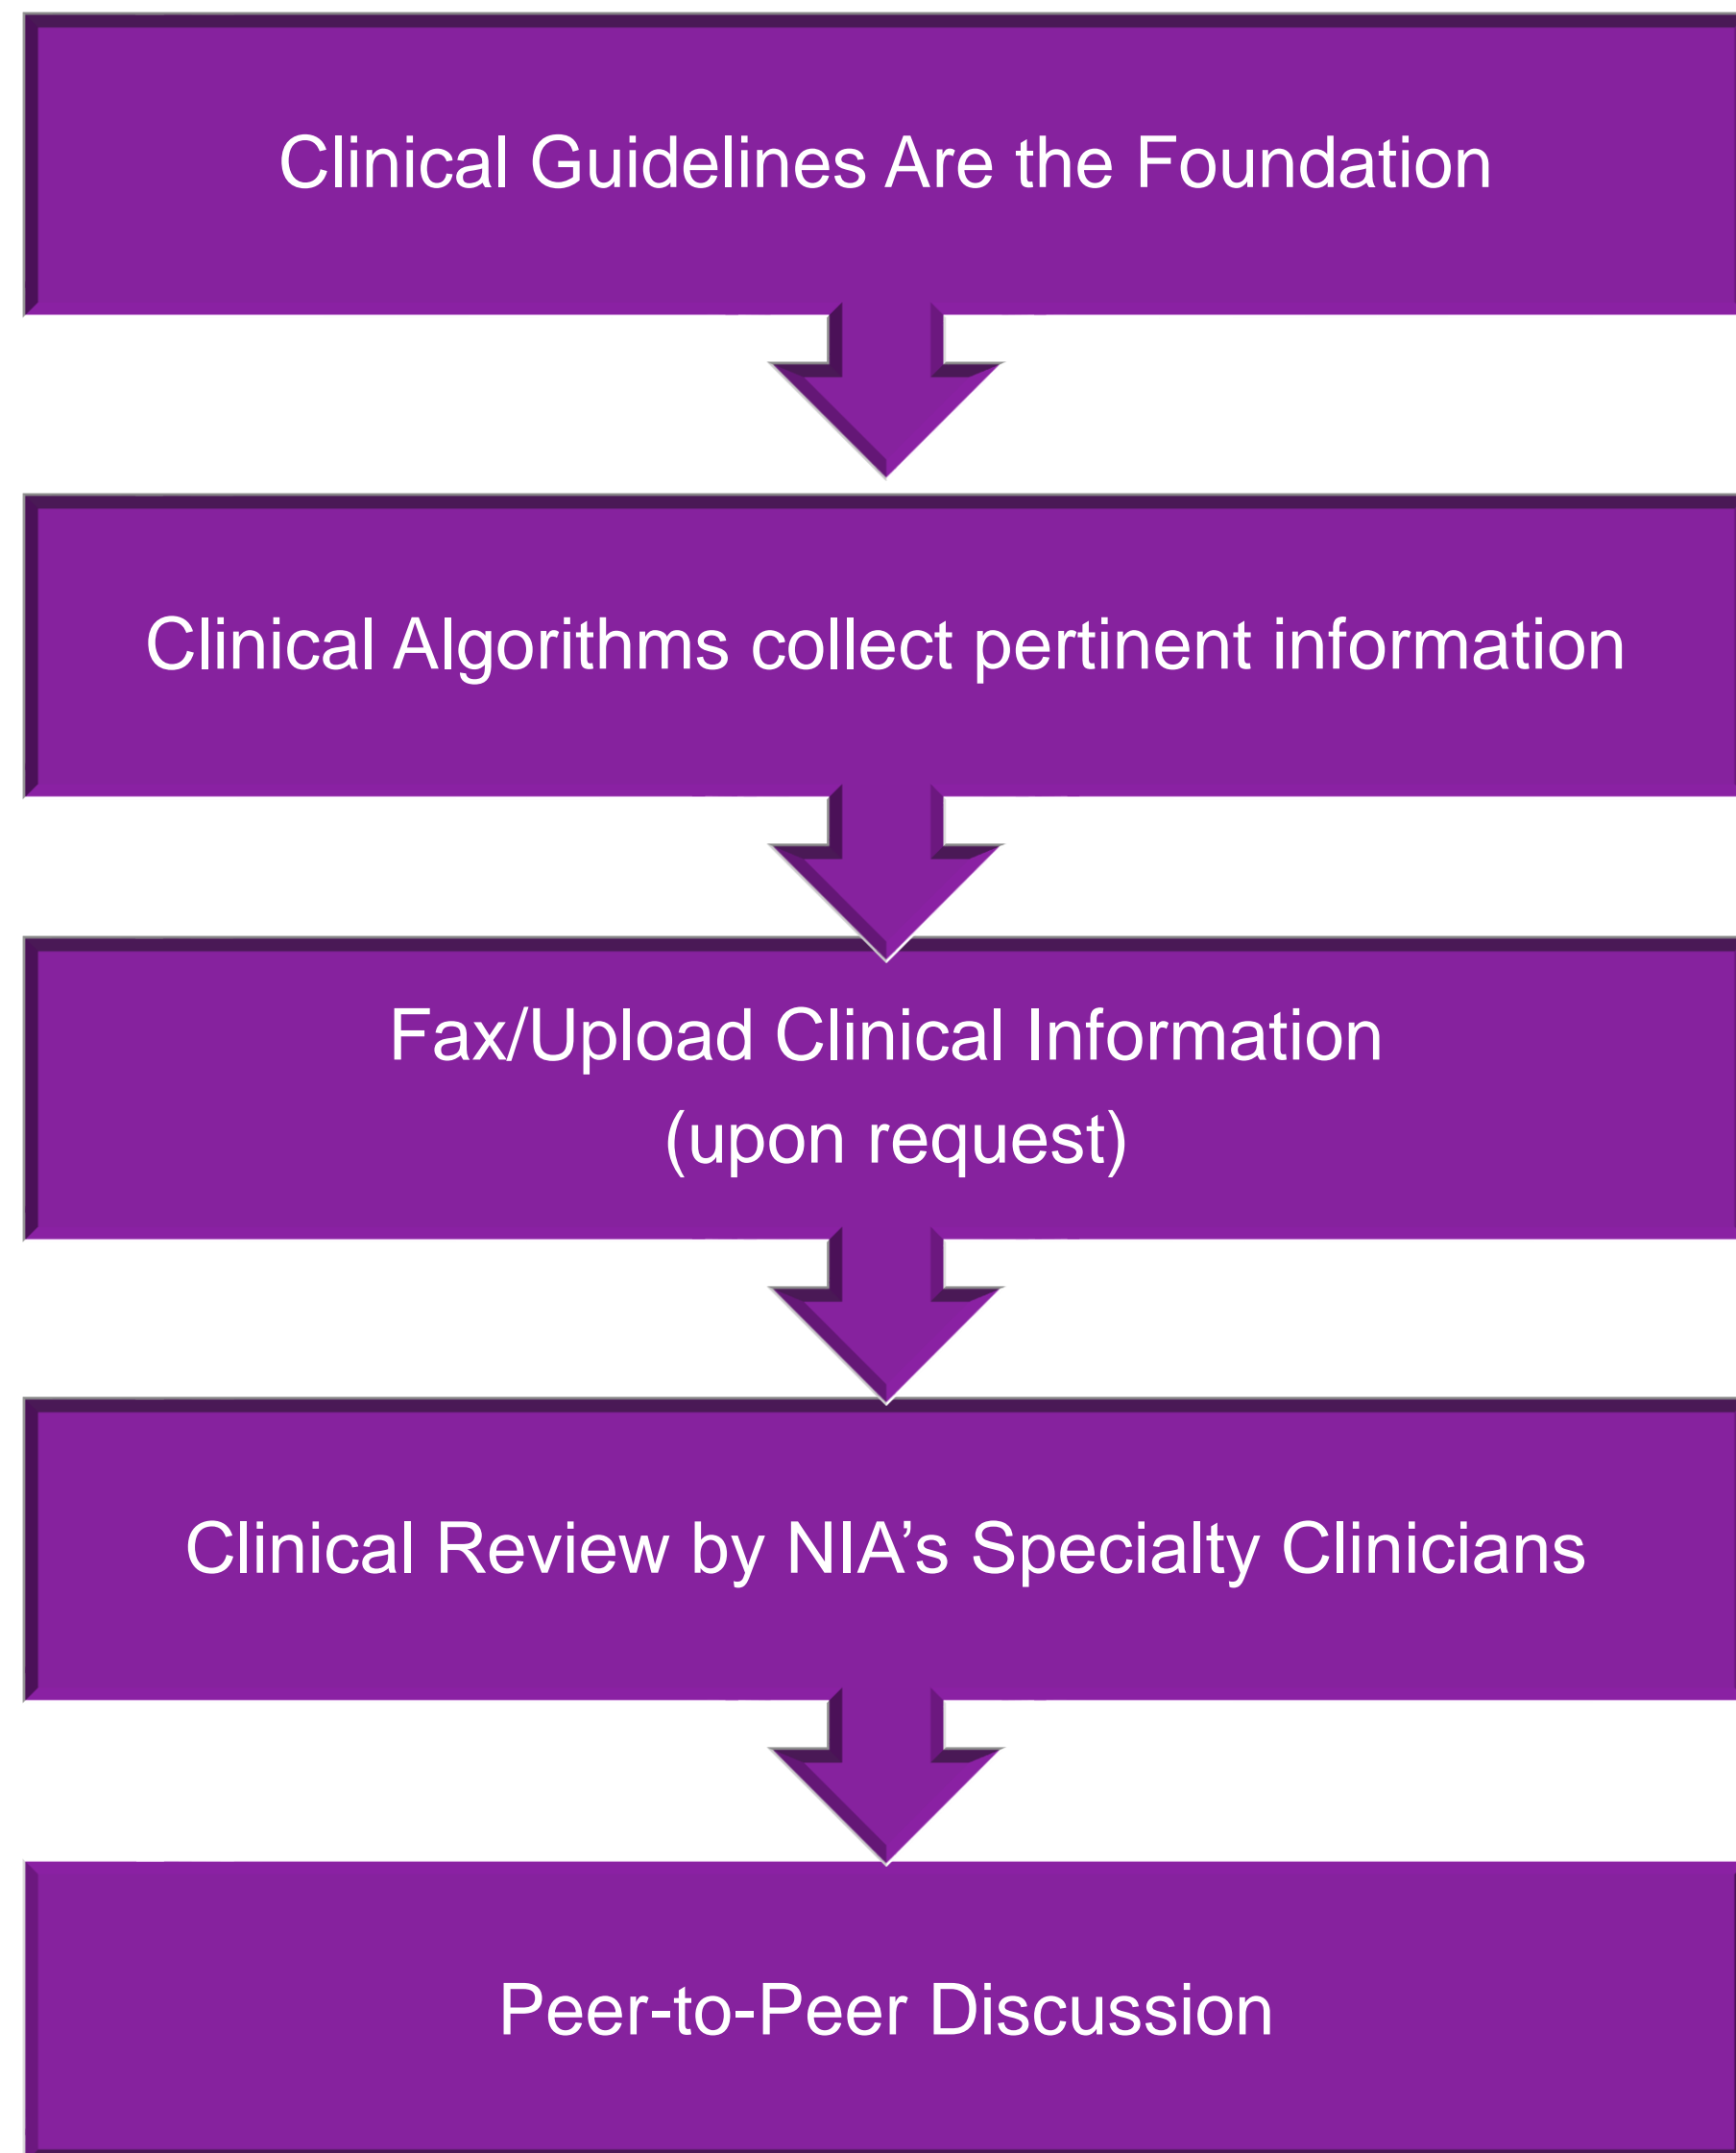 Clinical Guidelines Are the Foundation
Clinical Algorithms collect pertinent information
Fax/Upload Clinical Information
(upon request)
Clinical Review by NIA’s Specialty Clinicians
Peer-to-Peer Discussion